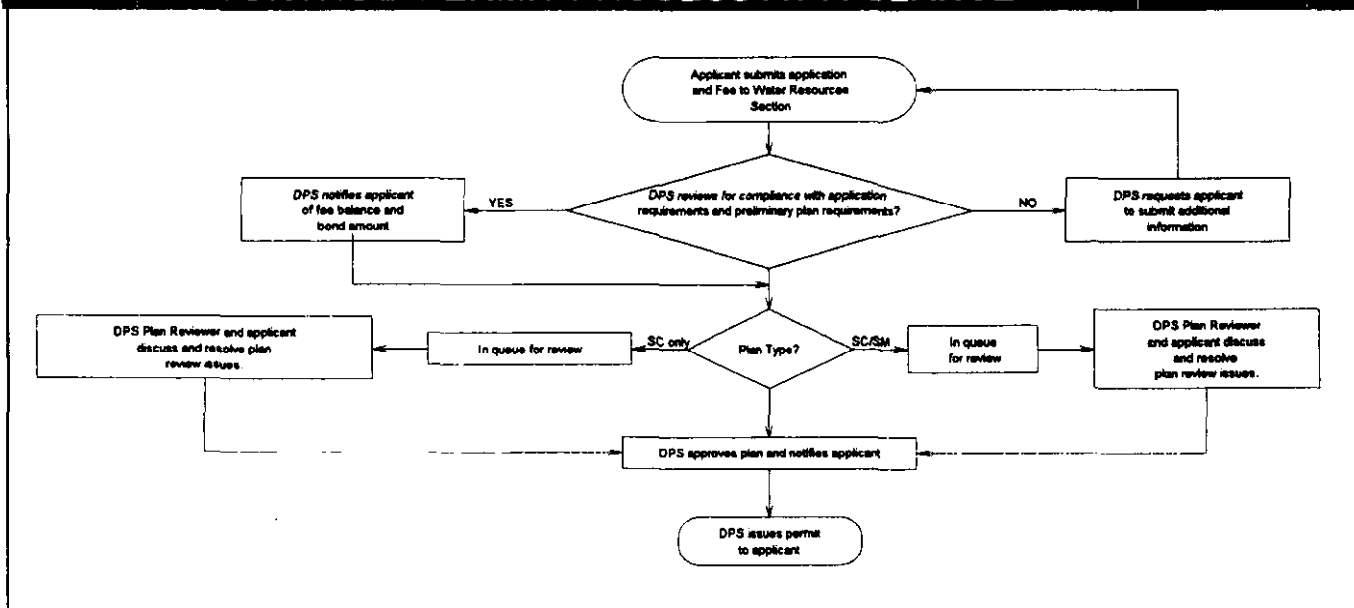 Applicant submits application
and Fee to Water Resources
Section
DPS notifies applicant
of fee balance and
bond amount
YES
DPS reviews for compliance with application
requirements and preliminary plan requirements?
NO
DPS requests applicant
to submit additional
information
DPS Plan Reviewer and applicant
discuss and resolve plan
review issues.
In queue for review
SC only
Plan Type?
SC/SM
In queue
for review
DPS Plan Reviewer
and applicant discuss
and resolve
plan review issues.
DPS approves plan and notifies applicant
DPS issues permit
to applicant